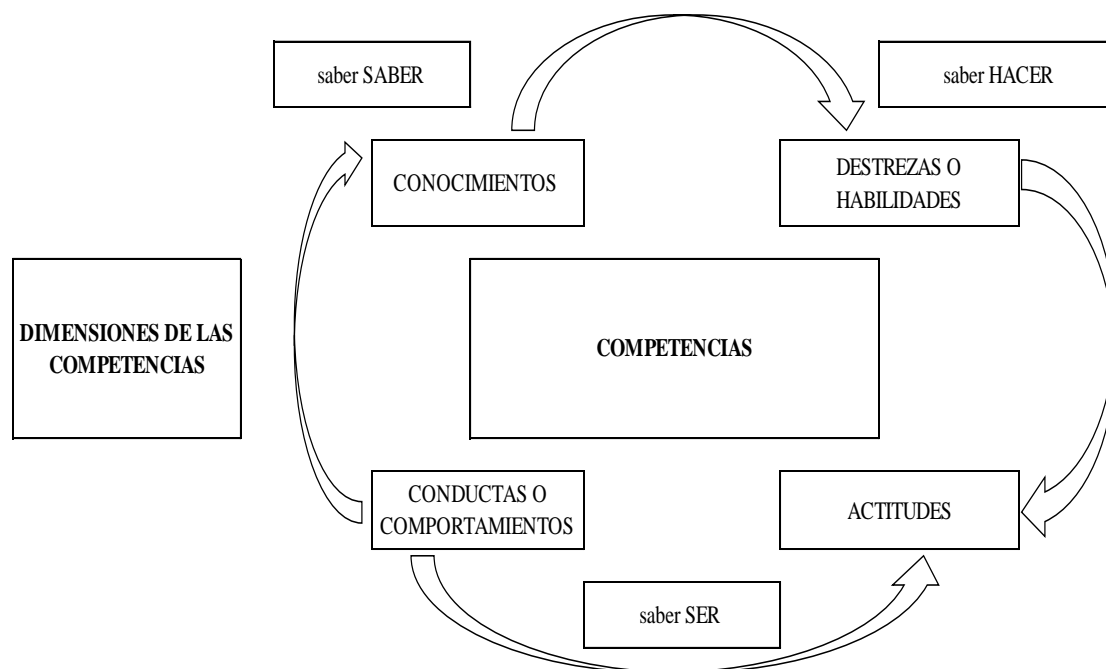 saber SABER
saber HACER
CONOCIMIENTOS
DESTREZAS O
HABILIDADES
DIMENSIONES DE LAS
COMPETENCIAS
COMPETENCIAS
CONDUCTAS O
COMPORTAMIENTOS
ACTITUDES
saber SER